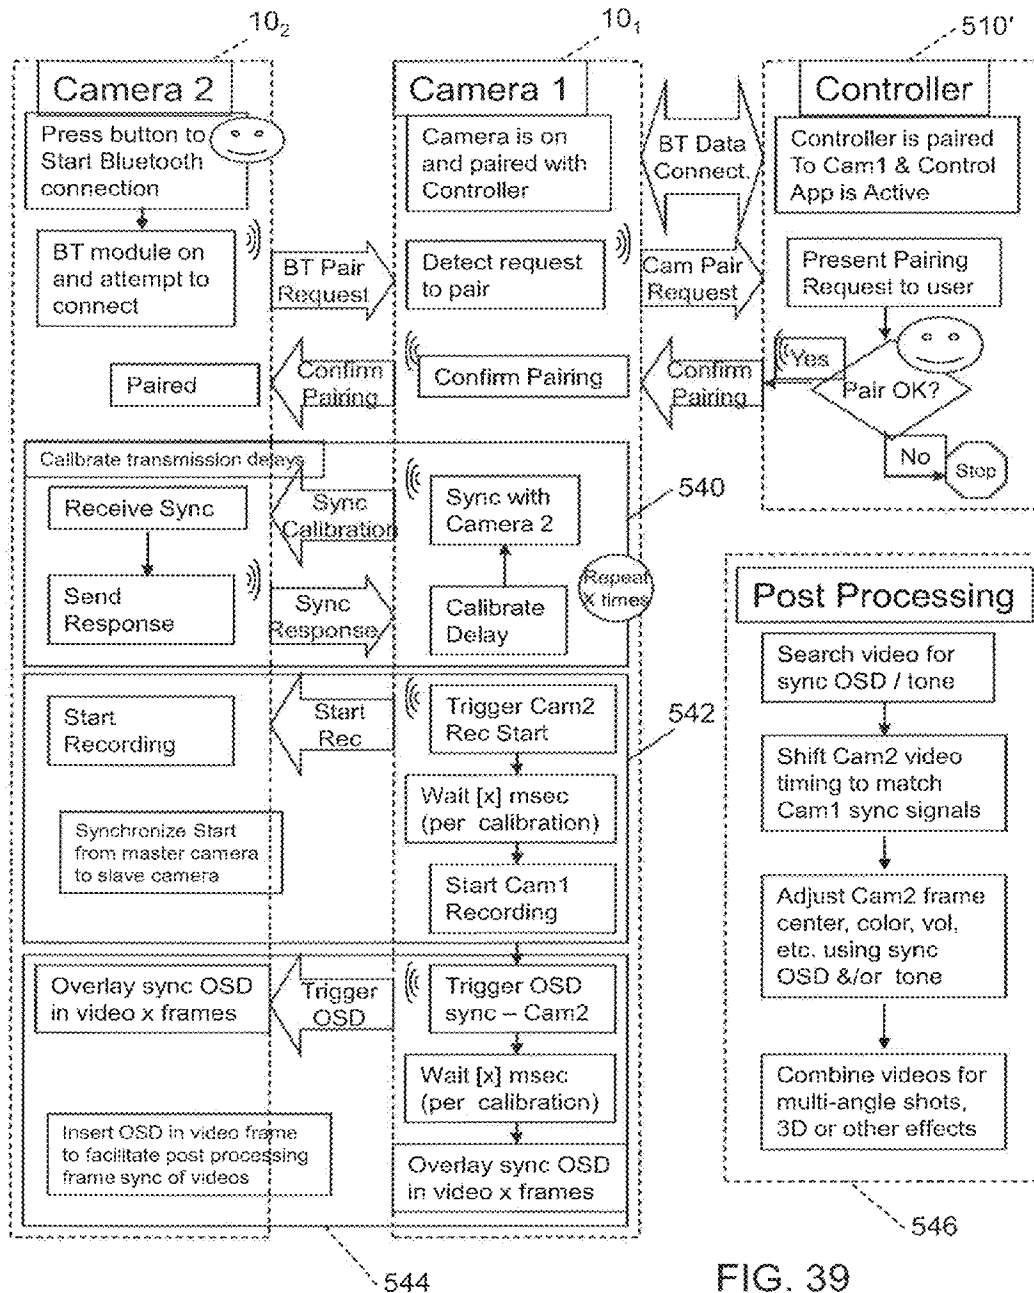 10₂
10₁
510'
Camera 2
Press button to
Start Bluetooth
connection
BT module on
and attempt to
connect
BT Pair
Request
Camera 1
Camera is on
and paired with
Controller
Detect request
to pair
BT Data
Connect.
Cam Pair
Request
Controller
Controller is paired
To Cam1 & Control
App is Active
Present Pairing
Request to user
Yes
Pair OK?
No
Stop
Confirm
Pairing
Confirm Pairing
Confirm
Pairing
Paired
Calibrate transmission delays
Receive Sync
Sync
Calibration
Sync with
Camera 2
540
Send
Response
Sync
Response
Calibrate
Delay
Repeat
X times
Start
Recording
Start
Rec
Trigger Cam2
Rec Start
542
Wait [x] msec
(per calibration)
Synchronize Start
from master camera
to slave camera
Start Cam1
Recording
Overlay sync OSD
in video x frames
Trigger
OSD
Trigger OSD
sync – Cam2
Wait [x] msec
(per calibration)
Insert OSD in video frame
to facilitate post processing
frame sync of videos
Overlay sync OSD
in video x frames
544
Post Processing
Search video for
sync OSD / tone
Shift Cam2 video
timing to match
Cam1 sync signals
Adjust Cam2 frame
center, color, vol,
etc. using sync
OSD &/or tone
Combine videos for
multi-angle shots,
3D or other effects
546
FIG. 39